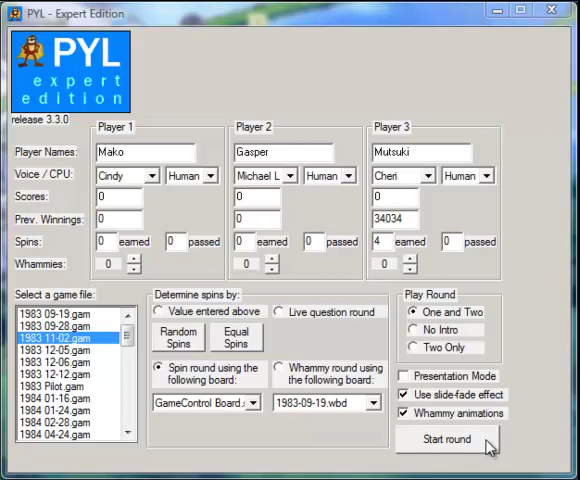 PYL - Expert Edition
PYL
expert
edition
release 3.3.0
Player 1
Player 2
Player 3
Player Names:
Mako
Gasper
Mutsuki
Voice / CPU:
Cindy
Human
Michael L
Human
Cheri
Human
Scores:
0
0
0
Prev. Winnings:
0
0
34034
Spins:
0 earned
0 passed
0 earned
0 passed
4 earned
0 passed
Whammies:
0
0
0
Select a game file:
1983 09-19.gam
1983 09-28.gam
1983 11-02.gam
1983 12-05.gam
1983 12-06.gam
1983 12-12.gam
1983 Pilot.gam
1984 01-16.gam
1984 01-24.gam
1984 02-28.gam
1984 04-24.gam
Determine spins by:
Value entered above
Live question round
Random
Spins
Equal
Spins
Spin round using the
following board:
Whammy round using
the following board:
GameControl Board.
1983-09-19.wbd
Play Round
One and Two
No Intro
Two Only
Presentation Mode
Use slide-fade effect
Whammy animations
Start round